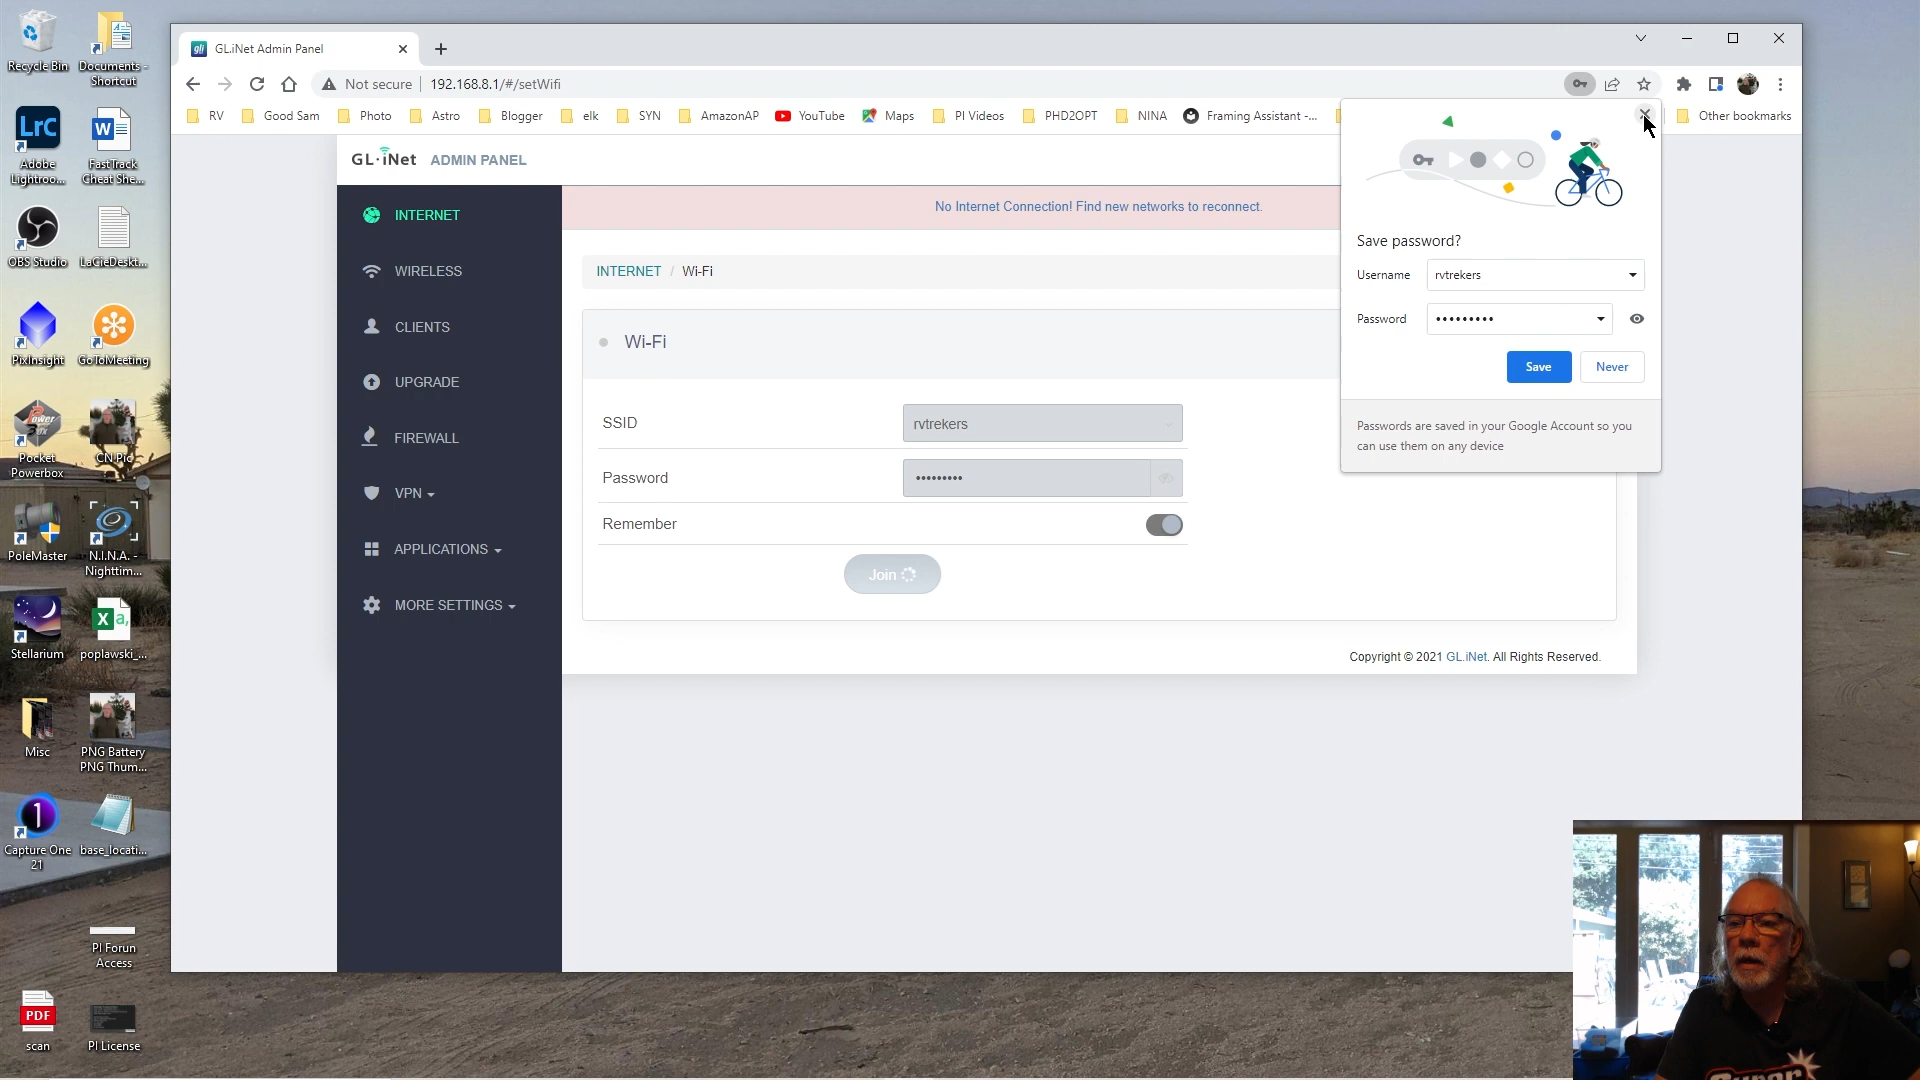 Recycle Bin
Documents -
Shortcut
Lrc
Adobe
Lightroo...
FastTrack
Cheat She...
OBS Studio
LaCieDeskt...
PixInsight
GoToMeeting
Power
3
Pocket
Powerbox
CN Pic
PoleMaster
N.I.N.A. -
Nighttim...
Stellarium
poplawski_...
Misc
PNG Battery
PNG Thum...
Capture One
21
base_locati...
PI Forun
Access
PDF
scan
PI License
gli GL.iNet Admin Panel
Not secure 192.168.8.1/#/setWifi
RV Good Sam Photo Astro Blogger elk SYN AmazonAP YouTube Maps PI Videos PHD2OPT NINA Framing Assistant -... Other bookmarks
GL·iNet ADMIN PANEL
INTERNET
WIRELESS
CLIENTS
UPGRADE
FIREWALL
VPN
APPLICATIONS
MORE SETTINGS
No Internet Connection! Find new networks to reconnect.
INTERNET / Wi-Fi
Wi-Fi
SSID rvtrekers
Password •••••••••
Remember
Join
Copyright © 2021 GL.iNet. All Rights Reserved.
Save password?
Username rvtrekers
Password •••••••••
Save Never
Passwords are saved in your Google Account so you
can use them on any device